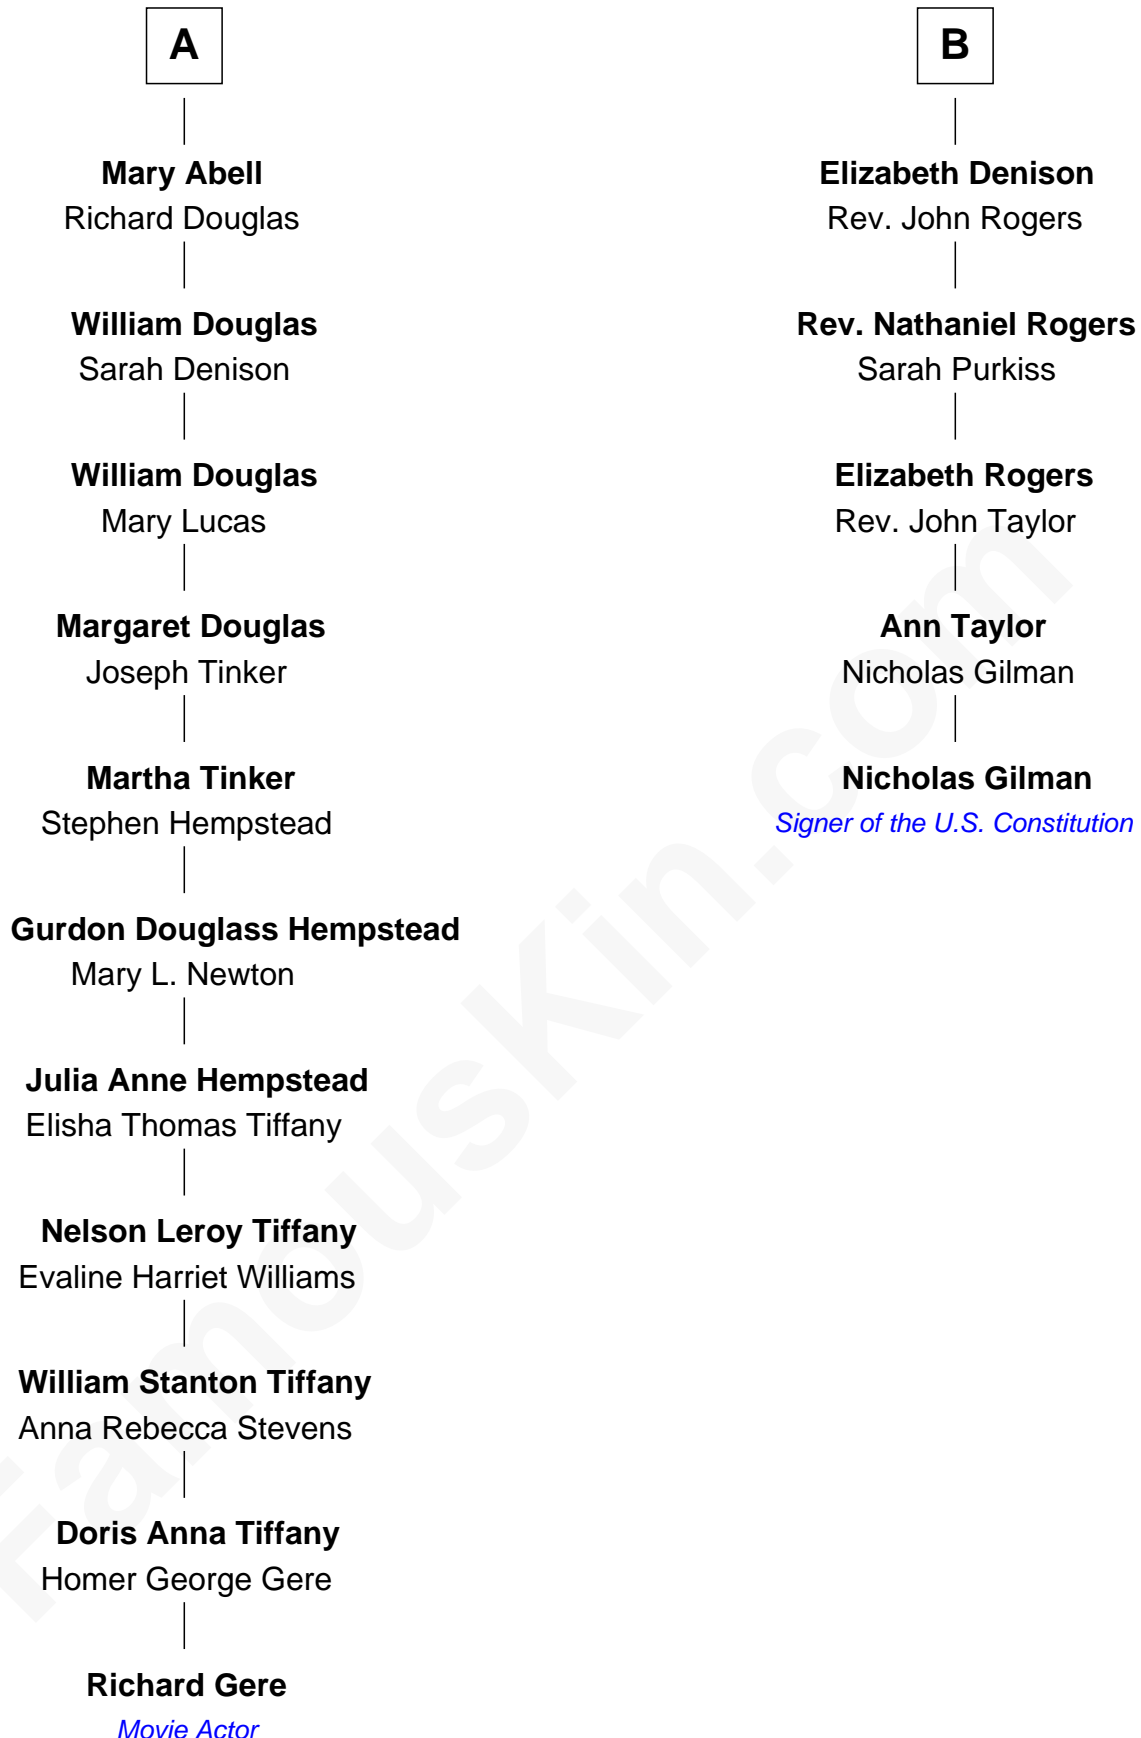 A
Mary Abell
Richard Douglas
William Douglas
Sarah Denison
William Douglas
Mary Lucas
Margaret Douglas
Joseph Tinker
Martha Tinker
Stephen Hempstead
Gurdon Douglass Hempstead
Mary L. Newton
Julia Anne Hempstead
Elisha Thomas Tiffany
Nelson Leroy Tiffany
Evaline Harriet Williams
William Stanton Tiffany
Anna Rebecca Stevens
Doris Anna Tiffany
Homer George Gere
Richard Gere
Movie Actor
B
Elizabeth Denison
Rev. John Rogers
Rev. Nathaniel Rogers
Sarah Purkiss
Elizabeth Rogers
Rev. John Taylor
Ann Taylor
Nicholas Gilman
Nicholas Gilman
Signer of the U.S. Constitution
FamousKin.com